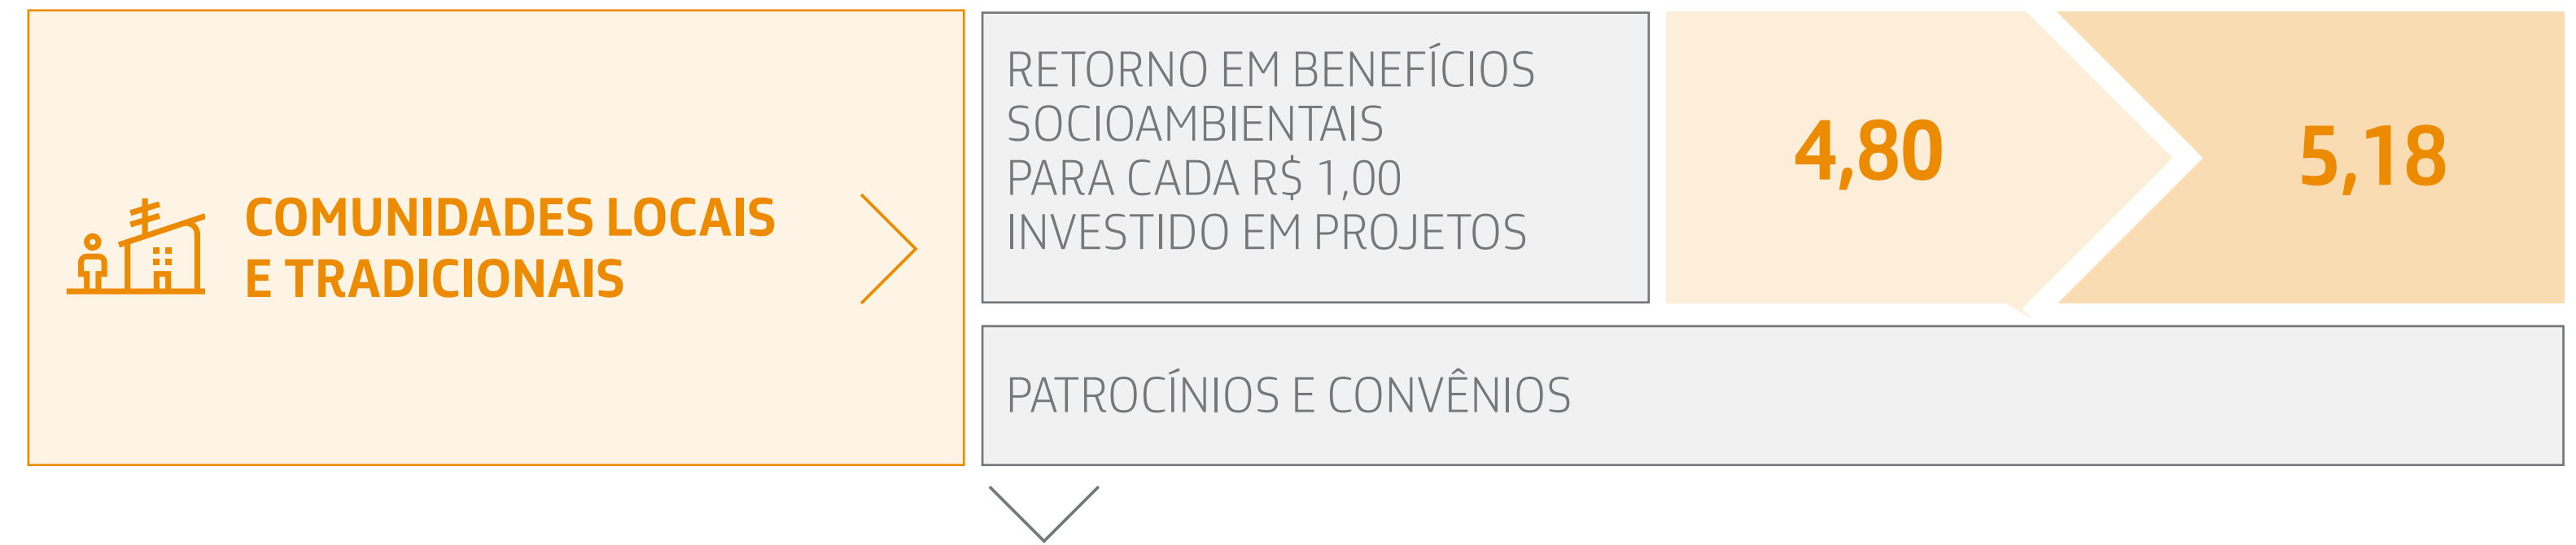 COMUNIDADES LOCAIS
E TRADICIONAIS
RETORNO EM BENEFÍCIOS
SOCIOAMBIENTAIS
PARA CADA R$ 1,00
INVESTIDO EM PROJETOS
4,80
5,18
PATROCÍNIOS E CONVÊNIOS